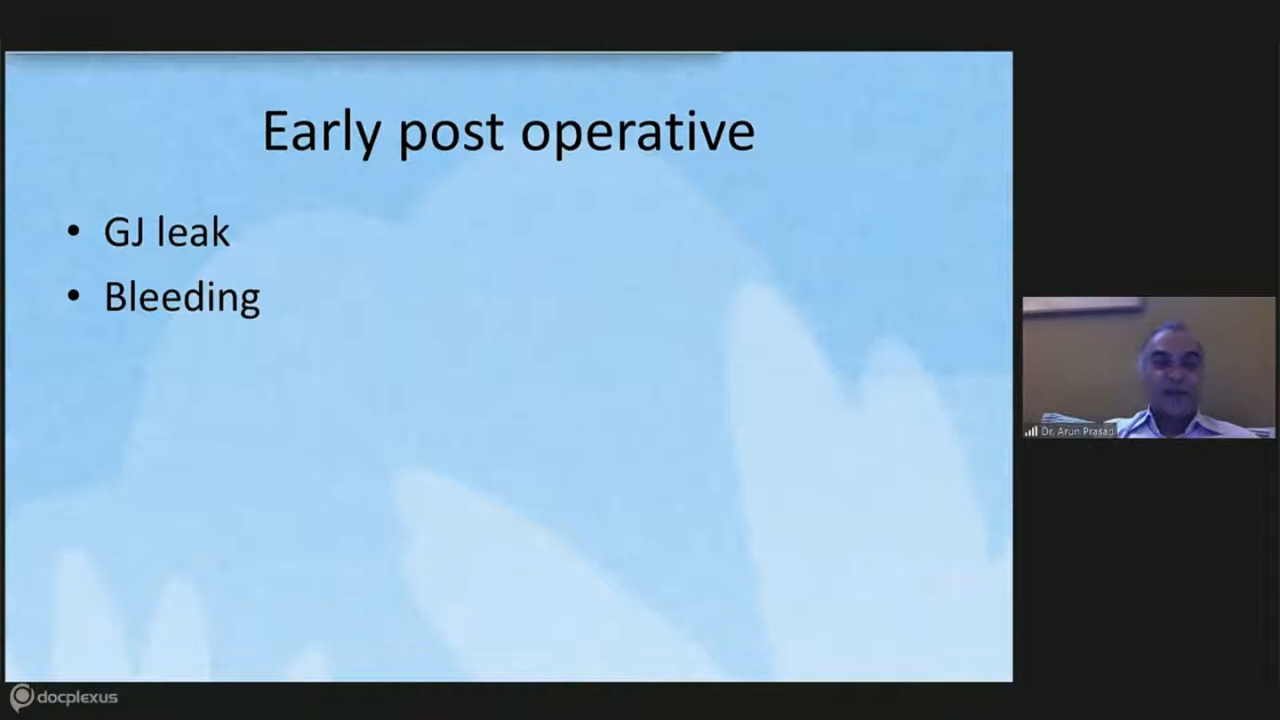 Early post operative
• GJ leak
• Bleeding
Dr. Arun Prasad
docplexus